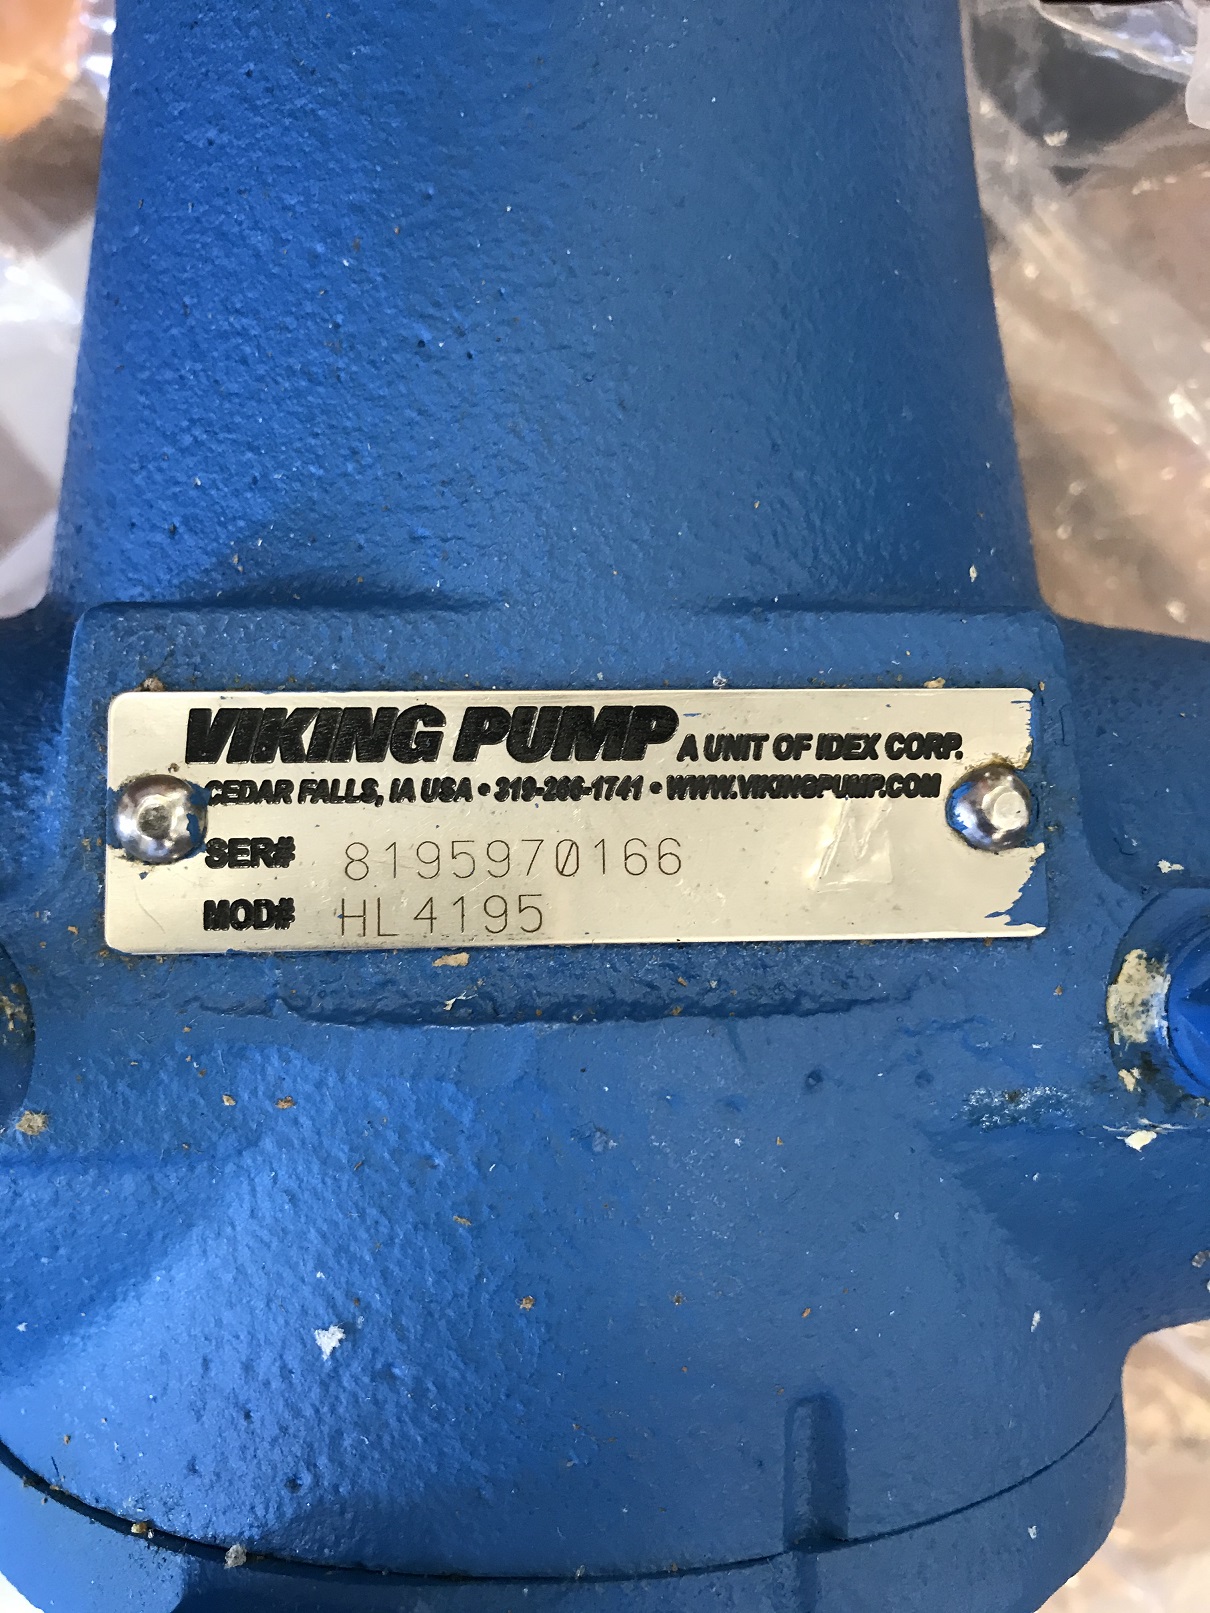 VIKING PUMP A UNIT OF IDEX CORP.
CEDAR FALLS, IA USA • 319-266-1741 • WWW.VIKINGPUMP.COM
SER# 8195970166
MOD# HL4195